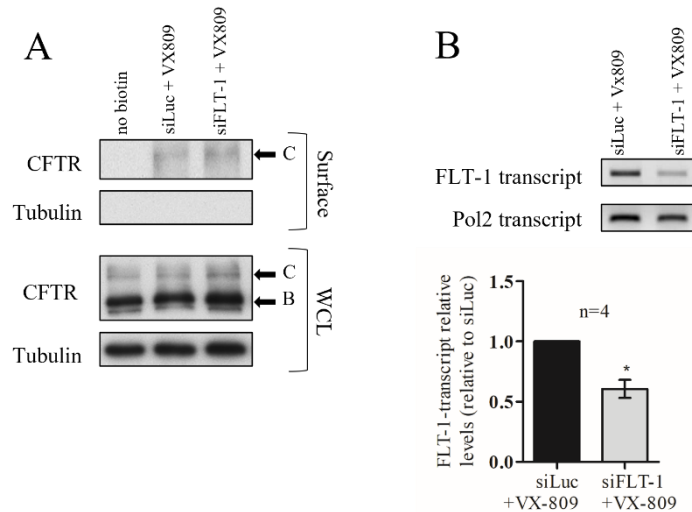 A
no biotin
siLuc + VX809
siFLT-1 + VX809
CFTR
C
Tubulin
Surface
CFTR
C
B
Tubulin
WCL
B
siLuc + Vx809
siFLT-1 + VX809
FLT-1 transcript
Pol2 transcript
FLT-1-transcript relative
levels (relative to siLuc)
1.5
1.0
0.5
0.0
n=4
*
siLuc
+VX-809
siFLT-1
+VX-809